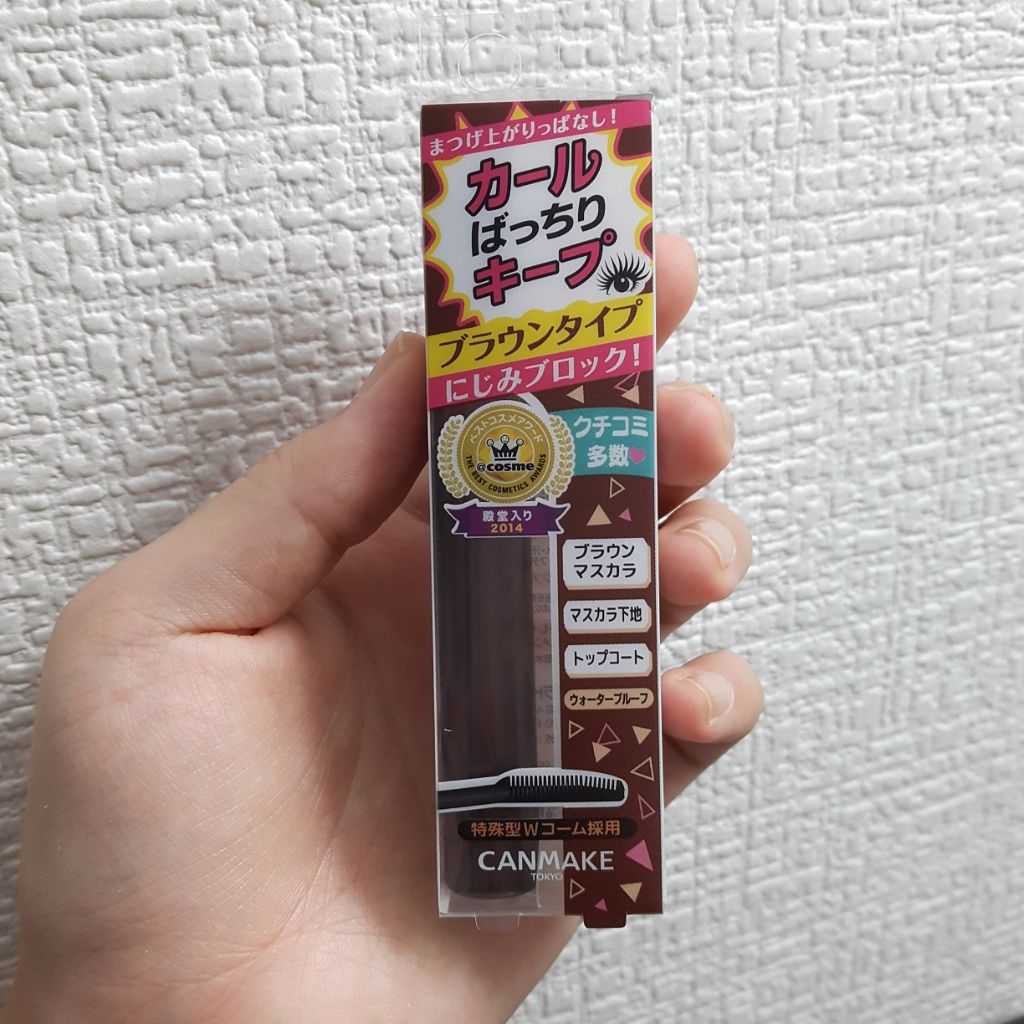 まつげ上がりっぱなし!
カール
ばっちり
キープ
ブラウンタイプ
にじみブロック!
ベストコスメアワード
@cosme
THE BEST COSMETICS AWARDS
殿堂入り
2014
クチコミ
多数
ブラウン
マスカラ
マスカラ下地
トップコート
ウォータープルーフ
特殊型Wコーム採用
CANMAKE
TOKYO